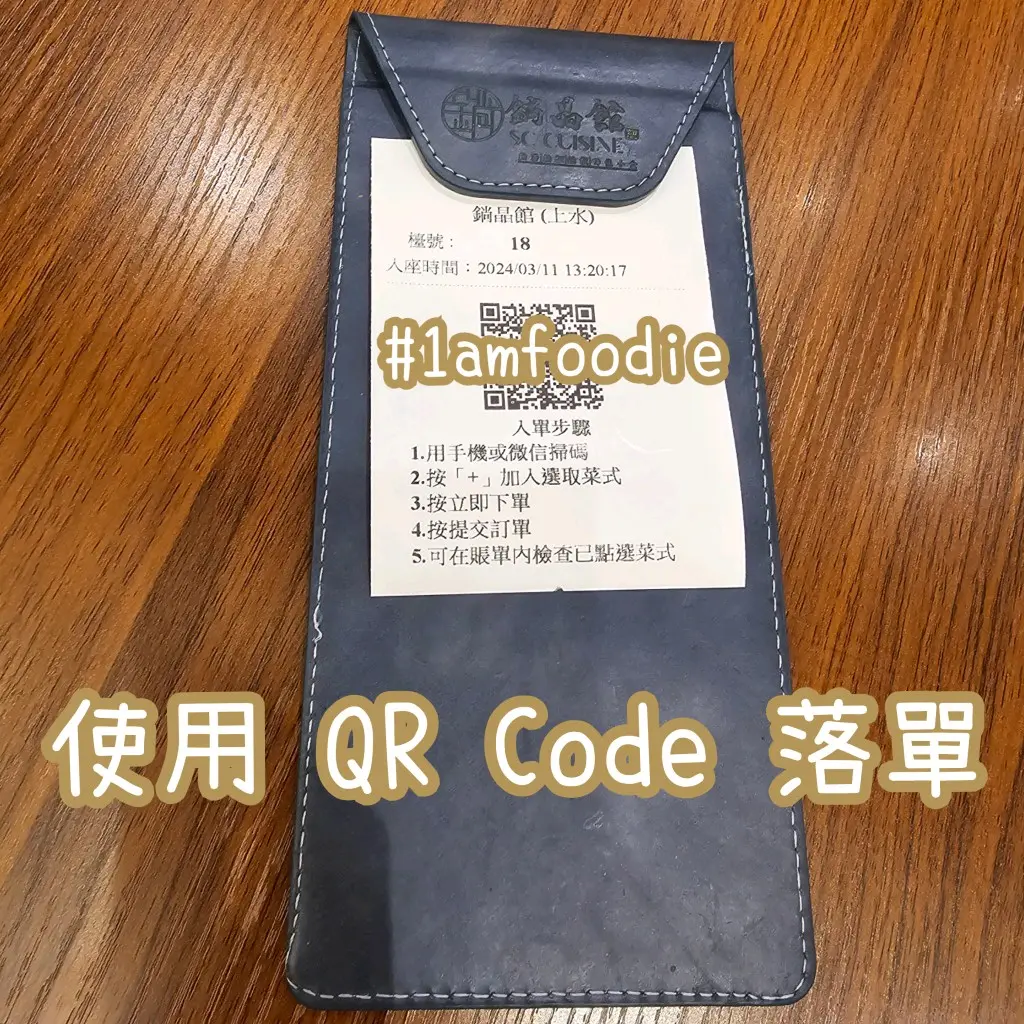 鍋晶館
SC CUISINE
鍋晶館 (上水)
檯號： 18
入座時間：2024/03/11 13:20:17
#1amfoodie
入單步驟
1.用手機或微信掃碼
2.按「+」加入選取菜式
3.按立即下單
4.按提交訂單
5.可在賬單內檢查已點選菜式
使用 QR Code 落單